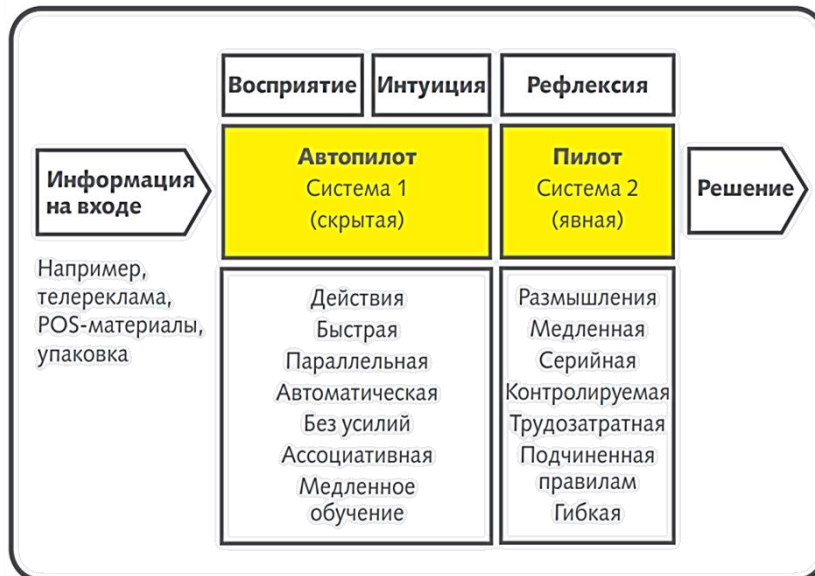 Восприятие
Интуиция
Рефлексия
Информация
на входе
Например,
телереклама,
POS-материалы,
упаковка
Автопилот
Система 1
(скрытая)
Пилот
Система 2
(явная)
Решение
Действия
Быстрая
Параллельная
Автоматическая
Без усилий
Ассоциативная
Медленное
обучение
Размышления
Медленная
Серийная
Контролируемая
Трудозатратная
Подчиненная
правилам
Гибкая